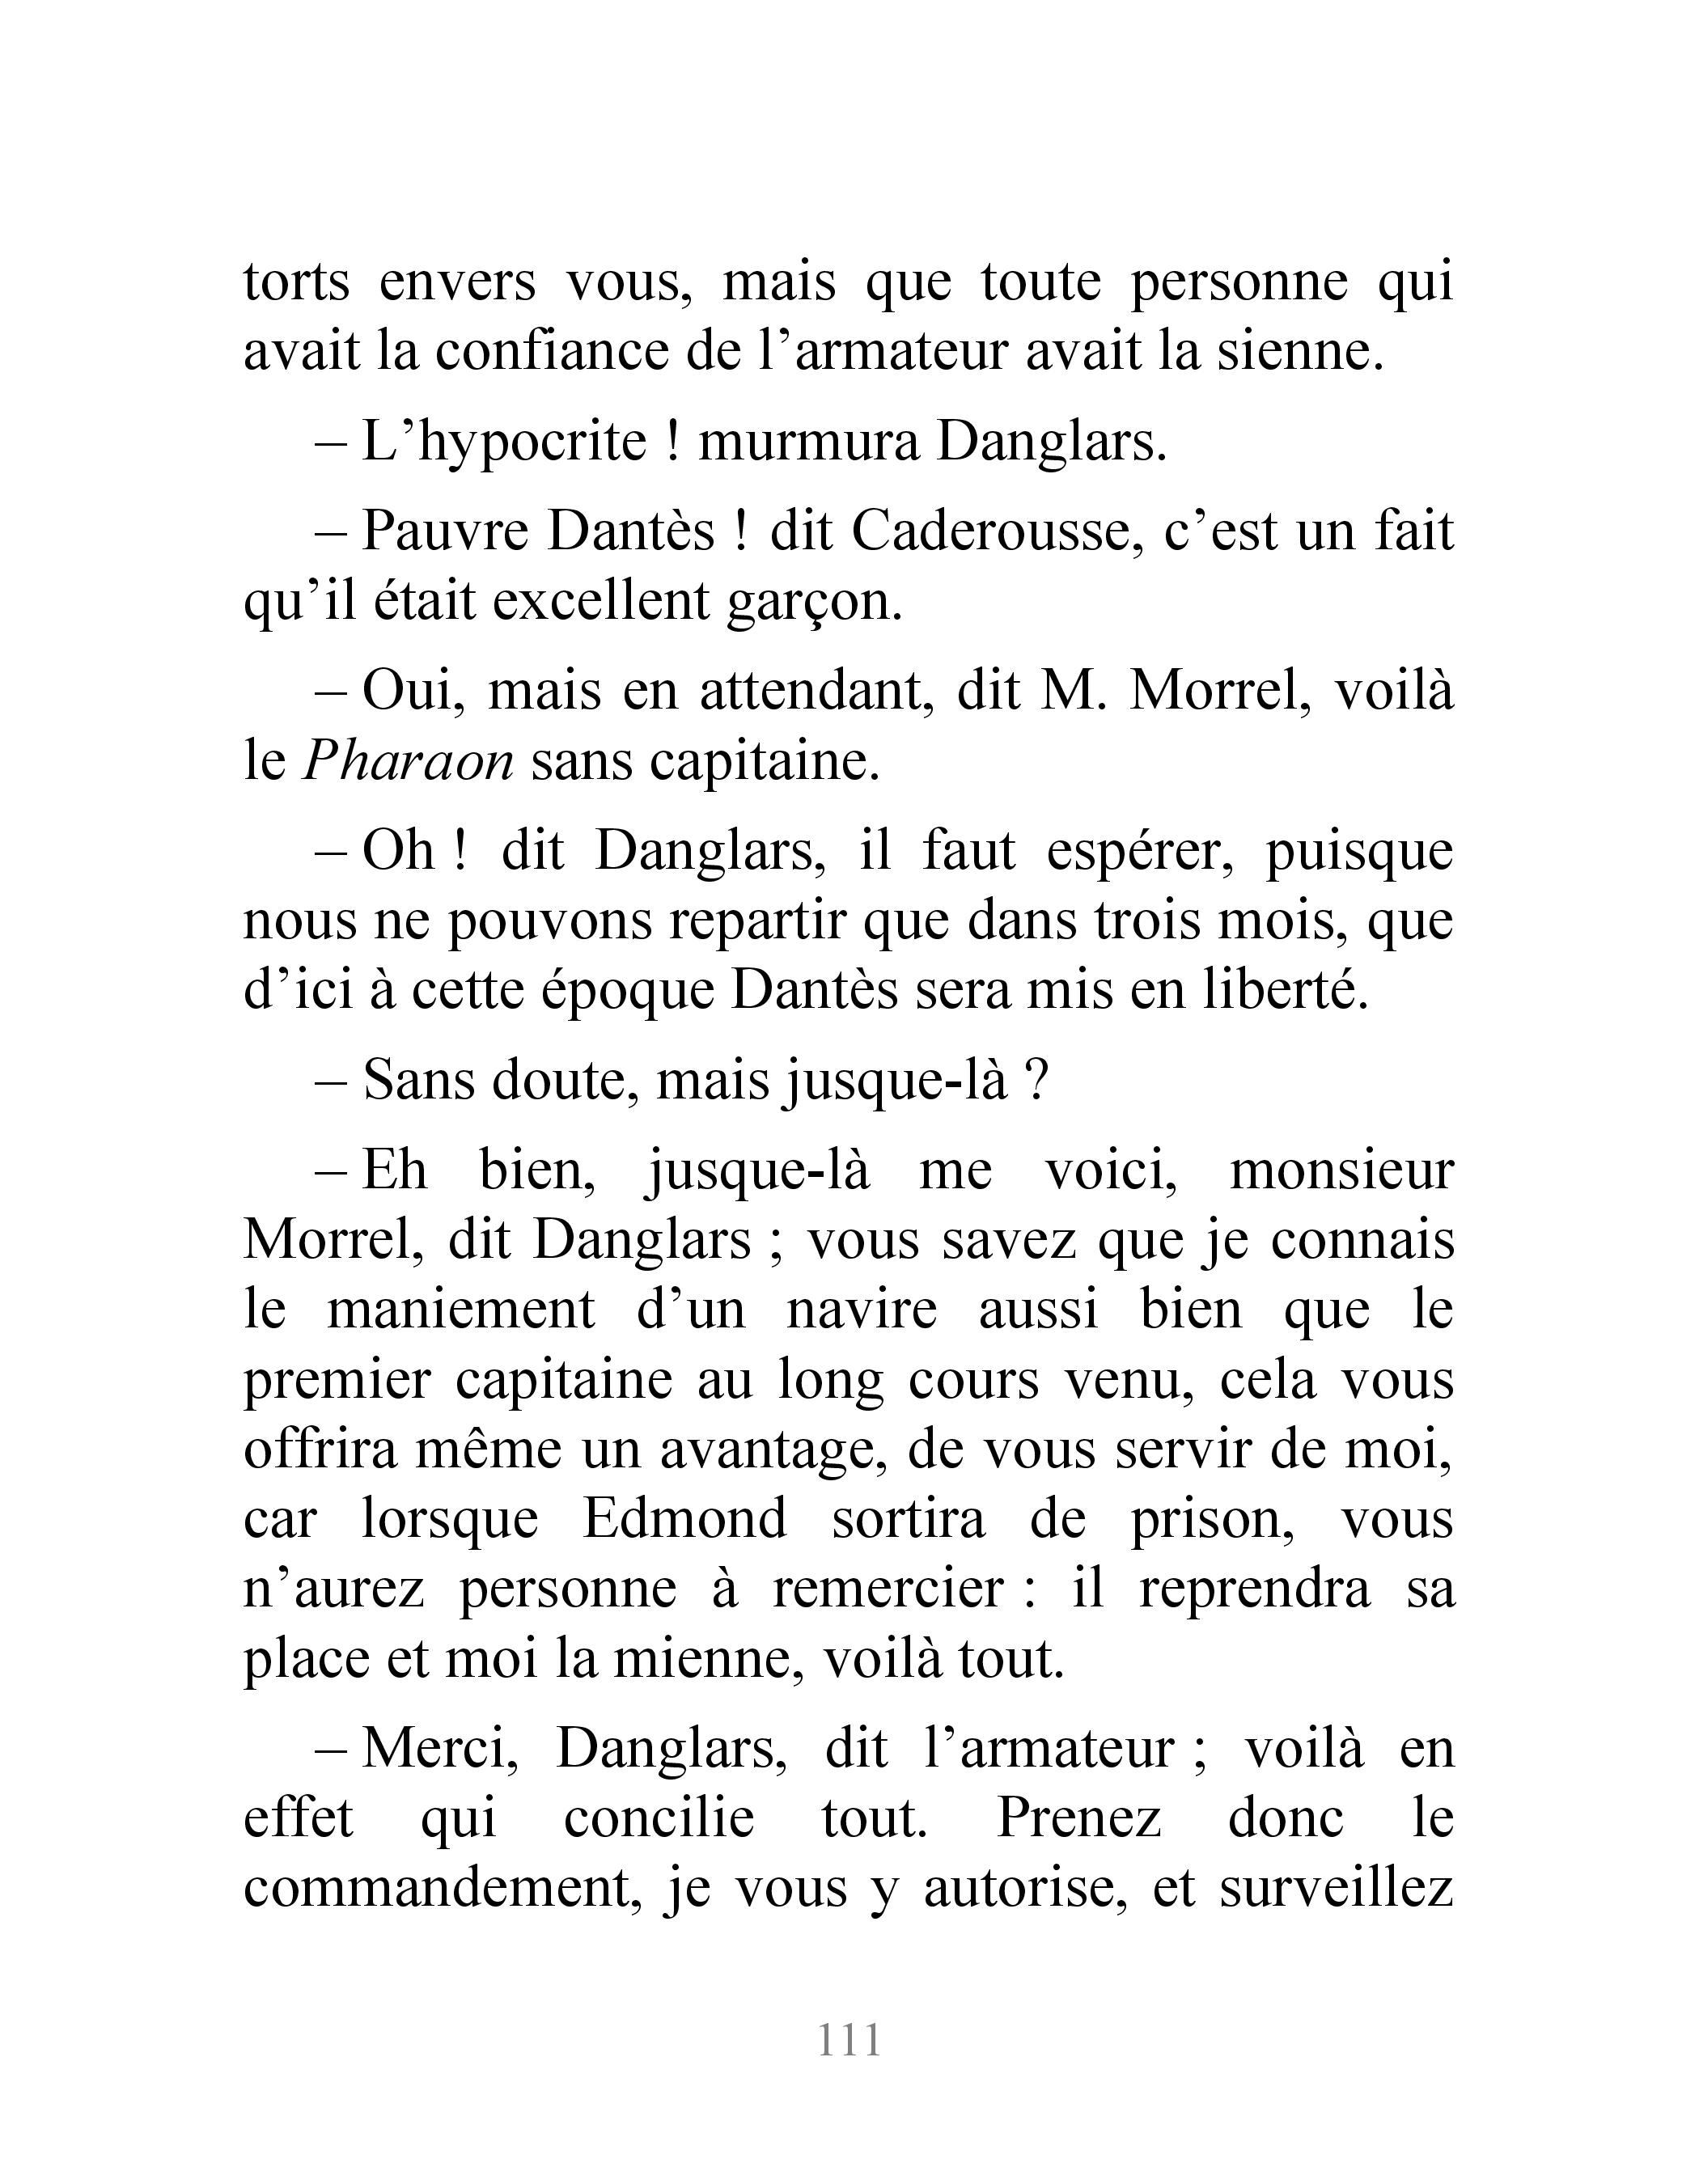 torts envers vous, mais que toute personne qui
avait la confiance de l’armateur avait la sienne.
– L’hypocrite ! murmura Danglars.
– Pauvre Dantès ! dit Caderousse, c’est un fait
qu’il était excellent garçon.
– Oui, mais en attendant, dit M. Morrel, voilà
le Pharaon sans capitaine.
– Oh ! dit Danglars, il faut espérer, puisque
nous ne pouvons repartir que dans trois mois, que
d’ici à cette époque Dantès sera mis en liberté.
– Sans doute, mais jusque-là ?
– Eh bien, jusque-là me voici, monsieur
Morrel, dit Danglars ; vous savez que je connais
le maniement d’un navire aussi bien que le
premier capitaine au long cours venu, cela vous
offrira même un avantage, de vous servir de moi,
car lorsque Edmond sortira de prison, vous
n’aurez personne à remercier : il reprendra sa
place et moi la mienne, voilà tout.
– Merci, Danglars, dit l’armateur ; voilà en
effet qui concilie tout. Prenez donc le
commandement, je vous y autorise, et surveillez
111